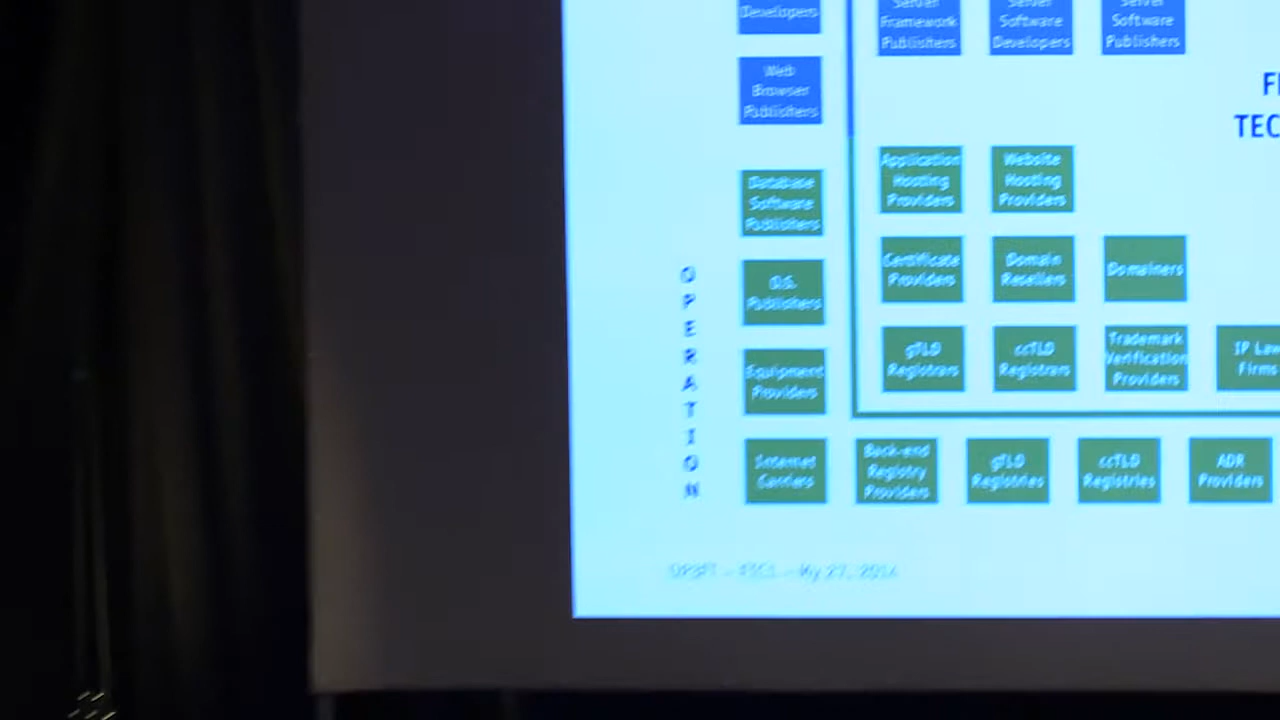 Developers
Server
Framework
Publishers
Server
Software
Developers
Server
Software
Publishers
Web
Browser
Publishers
TEC
Application
Hosting
Providers
Website
Hosting
Providers
Database
Software
Publishers
Certificate
Providers
Domain
Resellers
Domainers
O.S.
Publishers
OPERATION
gTLD
Registrars
ccTLD
Registrars
Trademark
Verification
Providers
IP Law
Firms
Equipment
Providers
Internet
Carriers
Back-end
Registry
Providers
gTLD
Registries
ccTLD
Registries
ADR
Providers